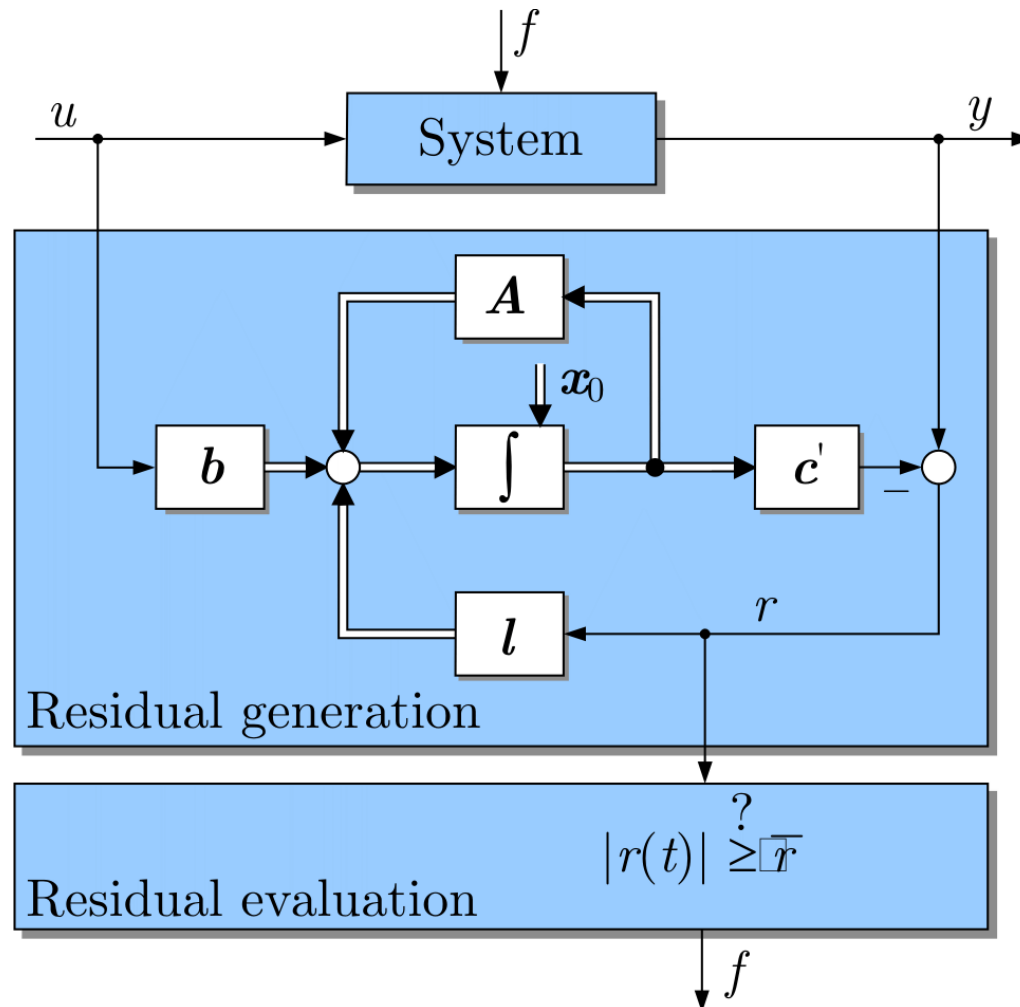 f
u
System
y
A
x₀
b
∫
c'
−
l
r
Residual generation
?
|r(t)| ≥ r̅
Residual evaluation
f